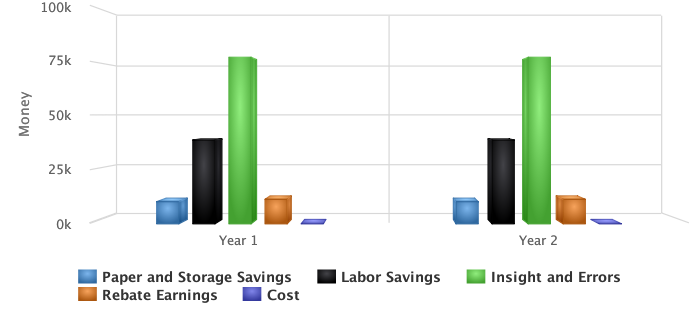 100k
75k
50k
25k
0k
Money
Year 1
Year 2
Paper and Storage Savings
Labor Savings
Insight and Errors
Rebate Earnings
Cost